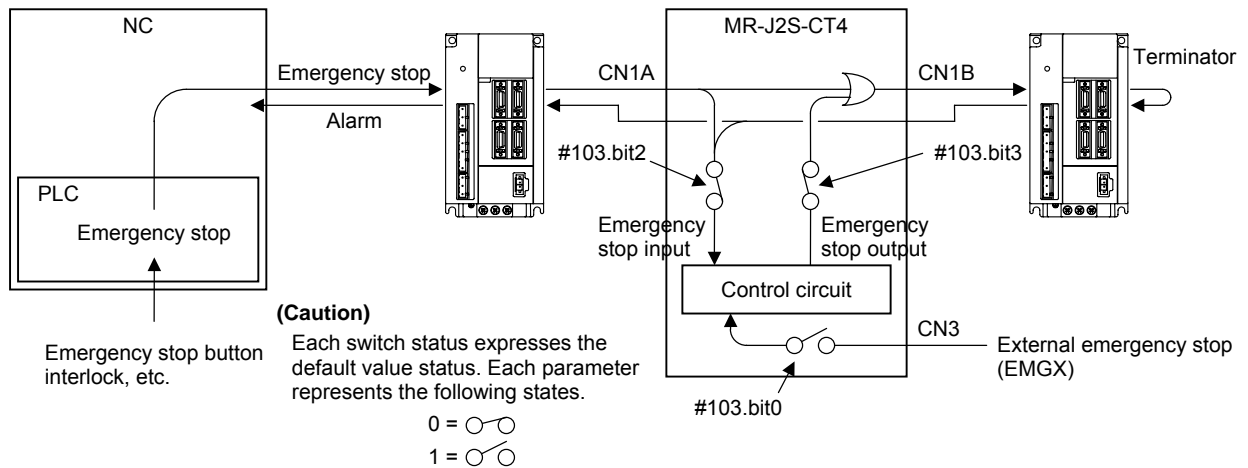 NC
MR-J2S-CT4
Terminator
Emergency stop
CN1A
CN1B
Alarm
#103.bit2
#103.bit3
PLC
Emergency stop
Emergency
stop input
Emergency
stop output
Control circuit
(Caution)
Each switch status expresses the
default value status. Each parameter
represents the following states.
0 =
1 =
Emergency stop button
interlock, etc.
CN3
External emergency stop
(EMGX)
#103.bit0